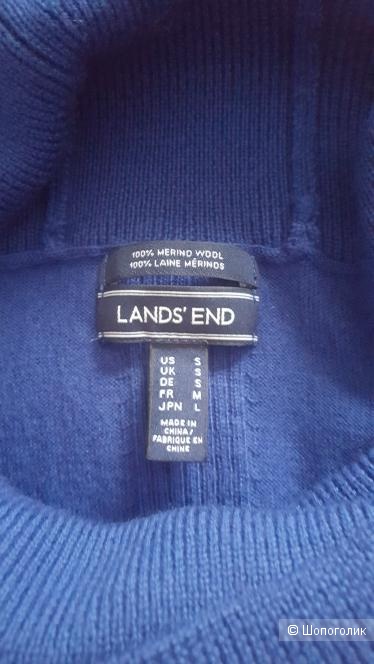 100% MERINO WOOL
100% LAINE MÉRINOS
LANDS' END
US S
UK S
DE S
FR M
JPN L
MADE IN
CHINA/
FABRIQUE EN
CHINE
© Шопоголик